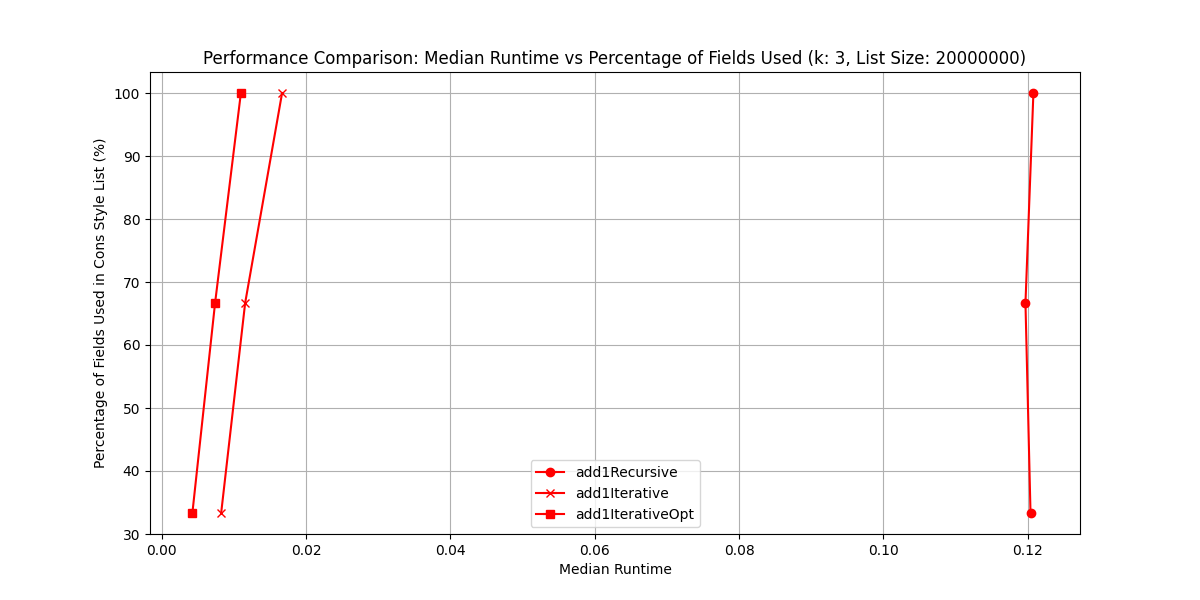 Performance Comparison: Median Runtime vs Percentage of Fields Used (k: 3, List Size: 20000000)
Percentage of Fields Used in Cons Style List (%)
100
90
80
70
60
50
40
30
add1Recursive
add1Iterative
add1IterativeOpt
0.00 0.02 0.04 0.06 0.08 0.10 0.12
Median Runtime